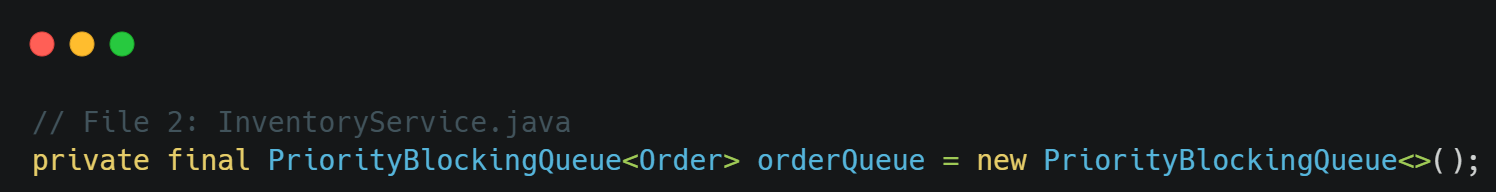 // File 2: InventoryService.java
private final PriorityBlockingQueue<Order> orderQueue = new PriorityBlockingQueue<>();